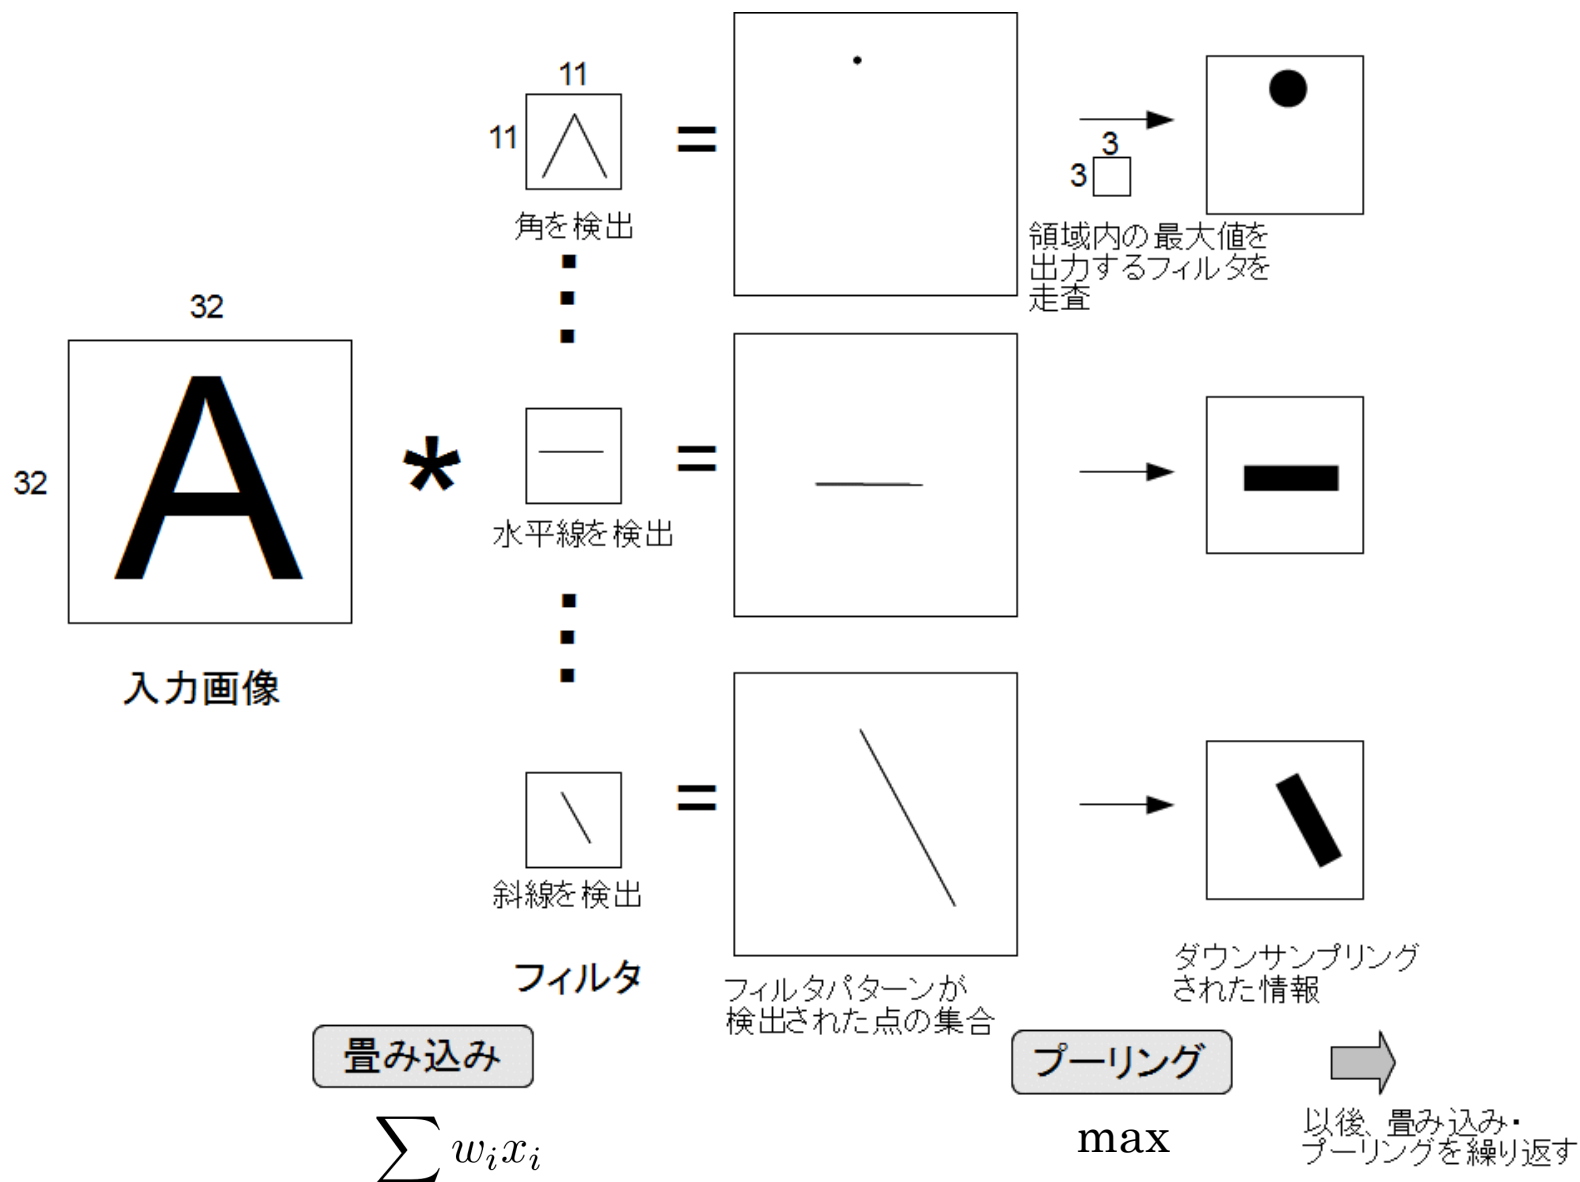 11
11
角を検出
=
3
3
領域内の最大値を
出力するフィルタを
走査
32
32
A
*
水平線を検出
=
入力画像
斜線を検出
=
フィルタ
フィルタパターンが
検出された点の集合
ダウンサンプリング
された情報
畳み込み
∑ wᵢxᵢ
プーリング
max
以後、畳み込み・
プーリングを繰り返す